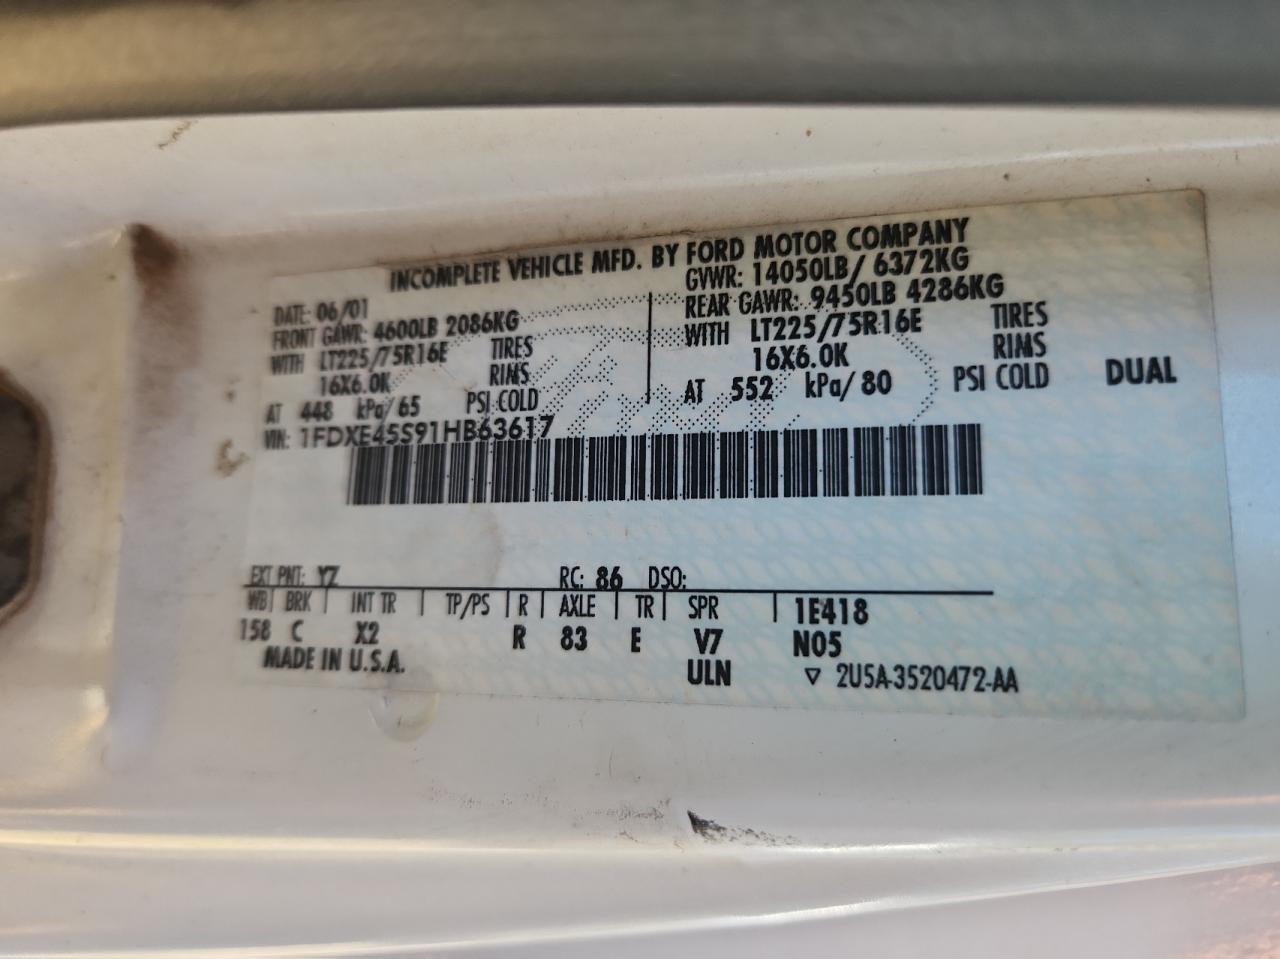 INCOMPLETE VEHICLE MFD. BY FORD MOTOR COMPANY
DATE: 06/01 GVWR: 14050LB/ 6372KG
FRONT GAWR: 4600LB 2086KG REAR GAWR: 9450LB 4286KG
WITH LT225/75R16E TIRES WITH LT225/75R16E TIRES
16X6.0K RIMS 16X6.0K RIMS
AT 448 kPa/65 PSI COLD AT 552 kPa/80 PSI COLD DUAL
VIN: 1FDXE45S91HB63617
EXT PNT: YZ RC: 86 DSO:
WB BRK INT TR TP/PS R AXLE TR SPR 1E418
158 C X2 R 83 E V7 N05
MADE IN U.S.A. ULN ▽ 2U5A-3520472-AA